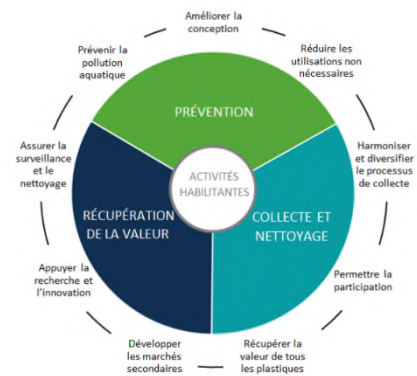 Améliorer la
conception
Réduire les
utilisations non
nécessaires
Harmoniser
et diversifier
le processus
de collecte
Permettre la
participation
Récupérer la
valeur de tous
les plastiques
Développer
les marchés
secondaires
Appuyer la
recherche et
l'innovation
Assurer la
surveillance
et le
nettoyage
Prévenir la
pollution
aquatique
PRÉVENTION
ACTIVITÉS
HABILITANTES
RÉCUPÉRATION
DE LA VALEUR
COLLECTE ET
NETTOYAGE